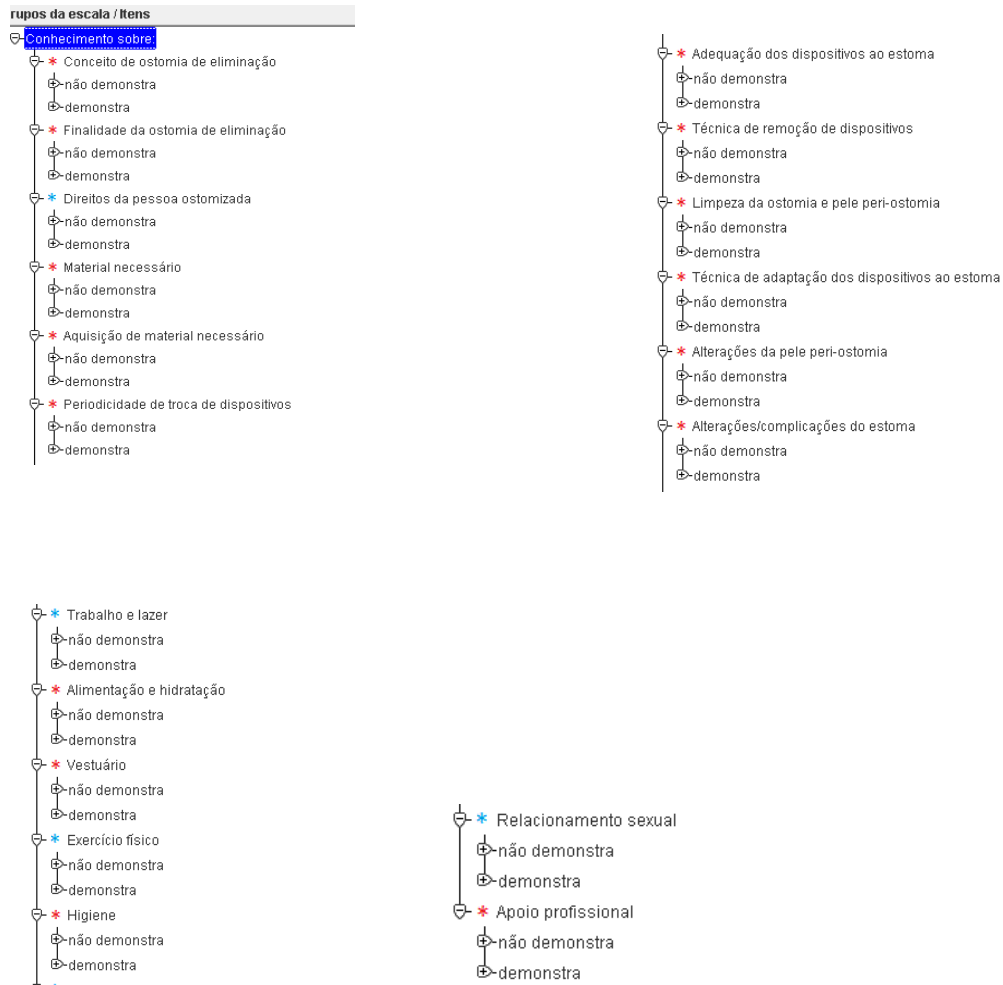 rupos da escala / Itens
Conhecimento sobre:
* Conceito de ostomia de eliminação
não demonstra
demonstra
* Finalidade da ostomia de eliminação
não demonstra
demonstra
* Direitos da pessoa ostomizada
não demonstra
demonstra
* Material necessário
não demonstra
demonstra
* Aquisição de material necessário
não demonstra
demonstra
* Periodicidade de troca de dispositivos
não demonstra
demonstra
* Adequação dos dispositivos ao estoma
não demonstra
demonstra
* Técnica de remoção de dispositivos
não demonstra
demonstra
* Limpeza da ostomia e pele peri-ostomia
não demonstra
demonstra
* Técnica de adaptação dos dispositivos ao estoma
não demonstra
demonstra
* Alterações da pele peri-ostomia
não demonstra
demonstra
* Alterações/complicações do estoma
não demonstra
demonstra
* Trabalho e lazer
não demonstra
demonstra
* Alimentação e hidratação
não demonstra
demonstra
* Vestuário
não demonstra
demonstra
* Exercício físico
não demonstra
demonstra
* Higiene
não demonstra
demonstra
* Relacionamento sexual
não demonstra
demonstra
* Apoio profissional
não demonstra
demonstra